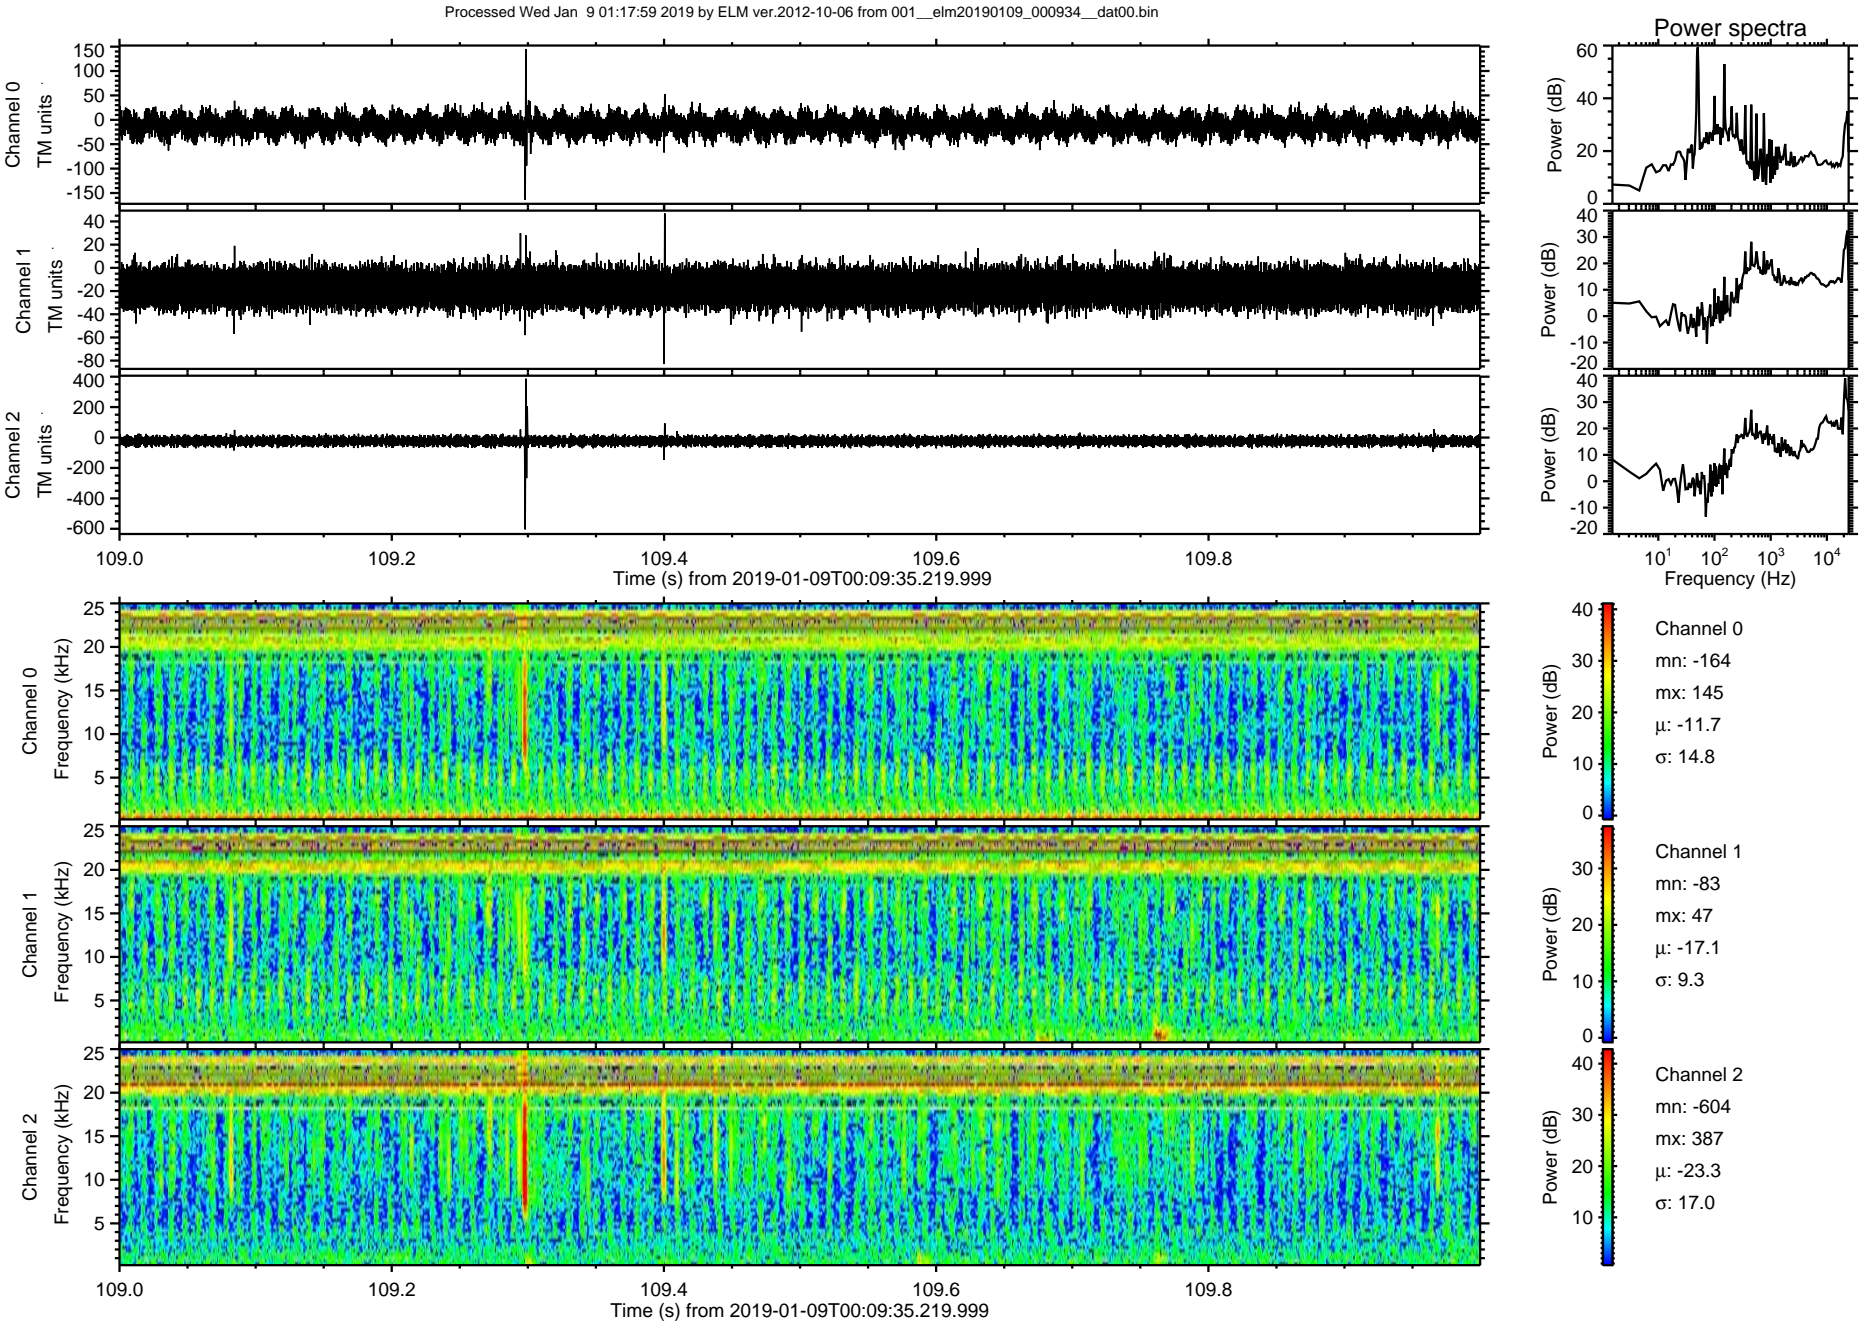 Processed Wed Jan  9 01:17:59 2019 by ELM ver.2012-10-06 from 001__elm20190109_000934__dat00.bin
Power spectra
Channel 0
TM units
150
100
50
0
-50
-100
-150
Power (dB)
60
40
20
0
Channel 1
TM units
40
20
0
-20
-40
-60
-80
Power (dB)
40
30
20
10
0
-10
-20
Channel 2
TM units
400
200
0
-200
-400
-600
Power (dB)
40
30
20
10
0
-10
-20
109.0 109.2 109.4 109.6 109.8
Time (s) from 2019-01-09T00:09:35.219.999
10^1 10^2 10^3 10^4
Frequency (Hz)
Channel 0
Frequency (kHz)
25
20
15
10
5
Power (dB)
40
30
20
10
0
Channel 0
mn: -164
mx: 145
μ: -11.7
σ: 14.8
Channel 1
Frequency (kHz)
25
20
15
10
5
Power (dB)
30
20
10
0
Channel 1
mn: -83
mx: 47
μ: -17.1
σ: 9.3
Channel 2
Frequency (kHz)
25
20
15
10
5
Power (dB)
40
30
20
10
Channel 2
mn: -604
mx: 387
μ: -23.3
σ: 17.0
109.0 109.2 109.4 109.6 109.8
Time (s) from 2019-01-09T00:09:35.219.999